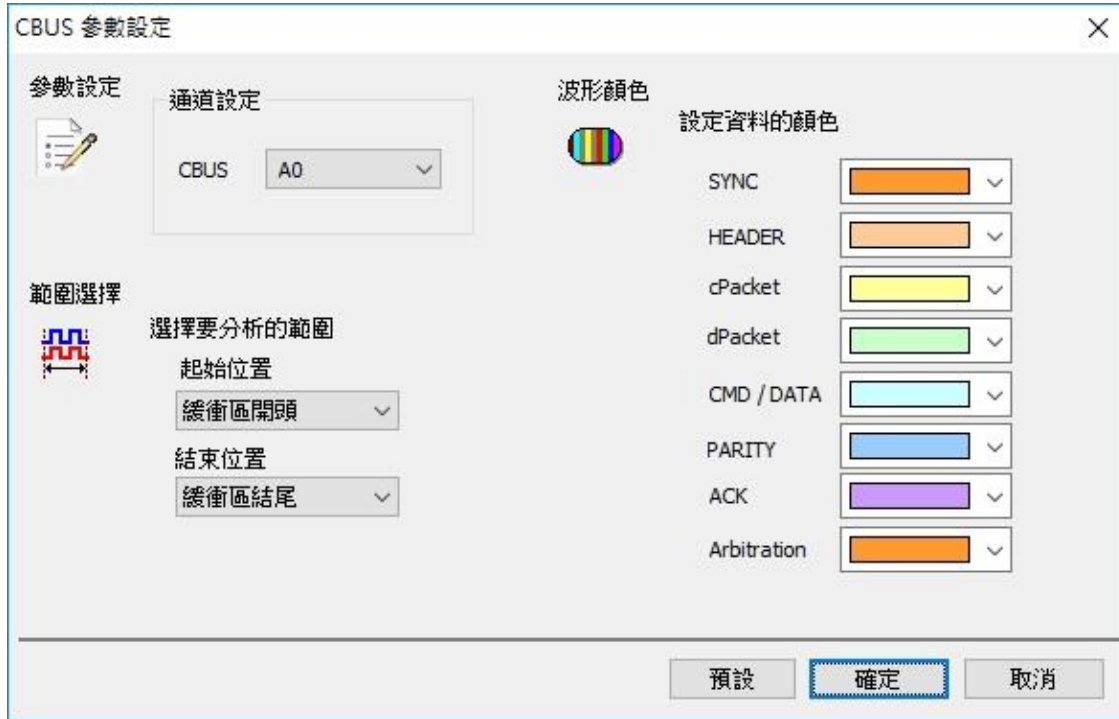 CBUS 參數設定
參數設定
通道設定
CBUS A0
範圍選擇
選擇要分析的範圍
起始位置
緩衝區開頭
結束位置
緩衝區結尾
波形顏色
設定資料的顏色
SYNC
HEADER
cPacket
dPacket
CMD / DATA
PARITY
ACK
Arbitration
預設 確定 取消